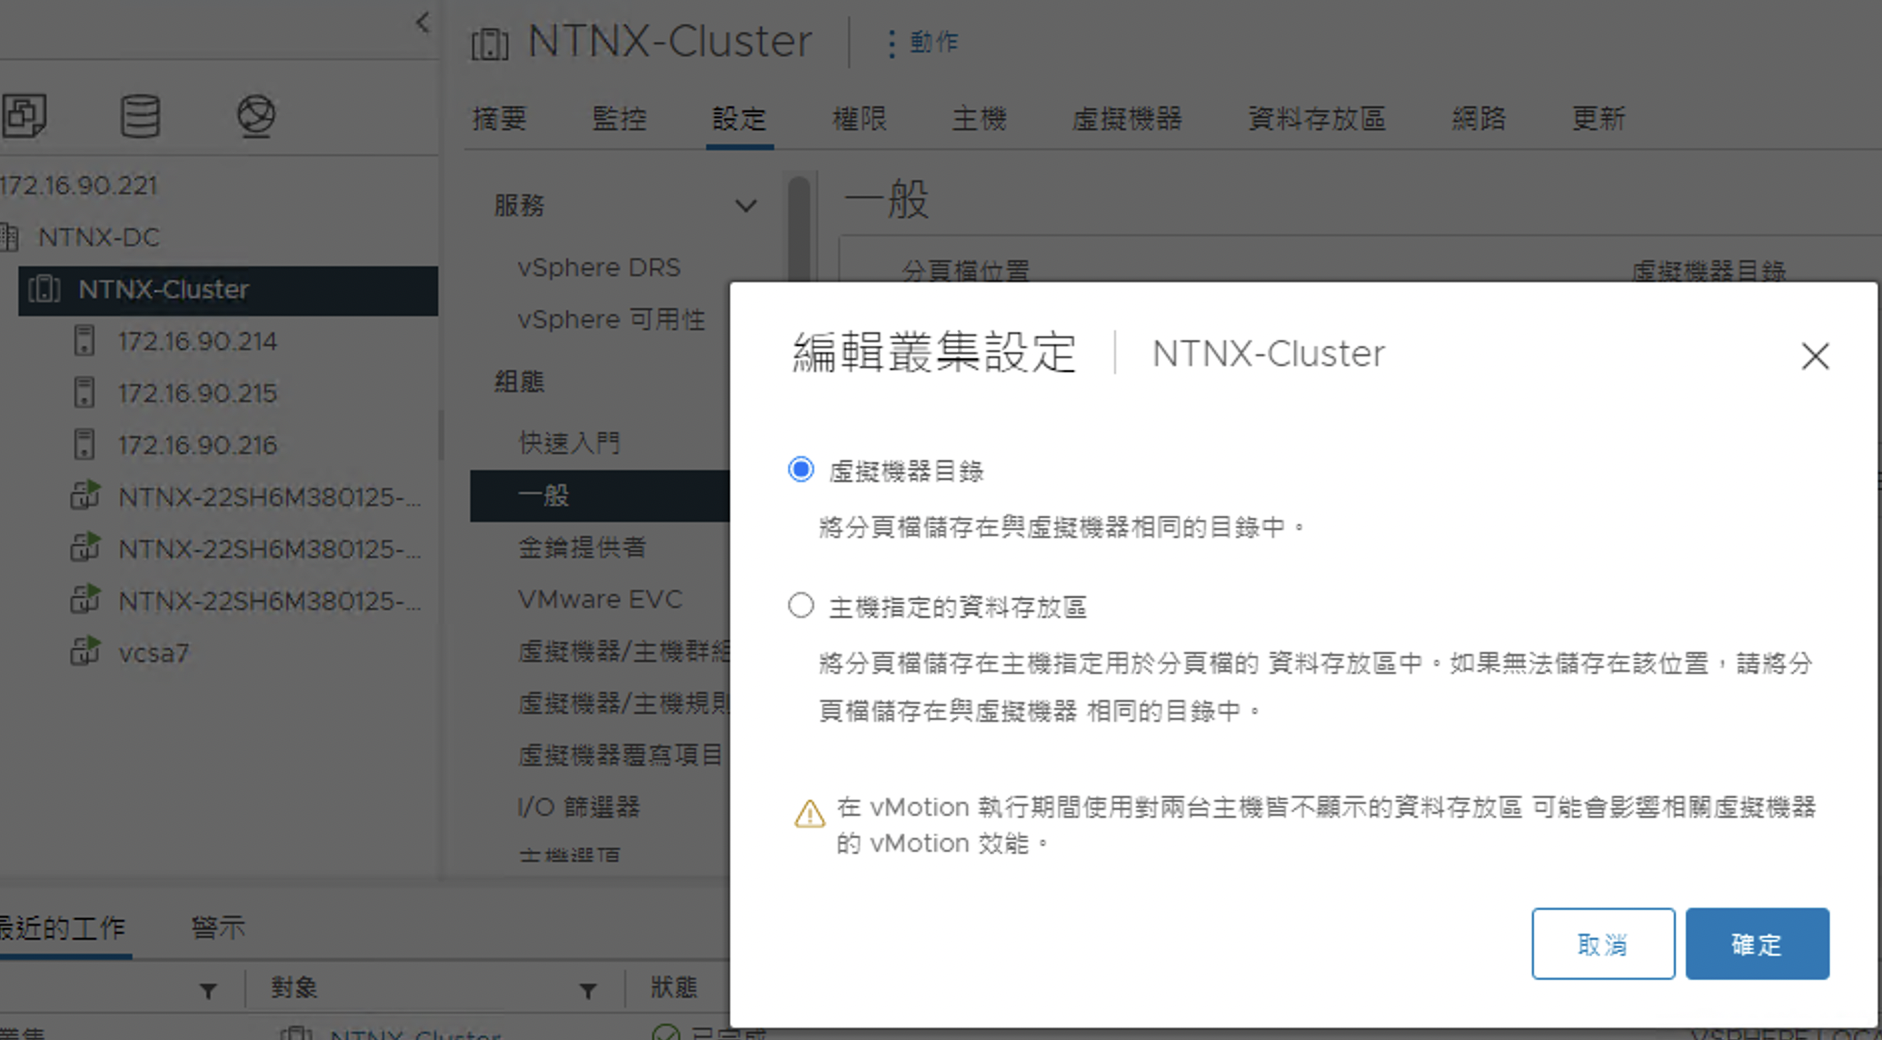 NTNX-Cluster
動作
摘要 監控 設定 權限 主機 虛擬機器 資料存放區 網路 更新
172.16.90.221
NTNX-DC
NTNX-Cluster
172.16.90.214
172.16.90.215
172.16.90.216
NTNX-22SH6M380125-...
NTNX-22SH6M380125-...
NTNX-22SH6M380125-...
vcsa7
服務
vSphere DRS
vSphere 可用性
組態
快速入門
一般
金鑰提供者
VMware EVC
虛擬機器/主機群組
虛擬機器/主機規則
虛擬機器覆寫項目
I/O 篩選器
主機選項
一般
分頁檔位置 虛擬機器目錄
編輯叢集設定 NTNX-Cluster
虛擬機器目錄
將分頁檔儲存在與虛擬機器相同的目錄中。
主機指定的資料存放區
將分頁檔儲存在主機指定用於分頁檔的 資料存放區中。如果無法儲存在該位置，請將分
頁檔儲存在與虛擬機器 相同的目錄中。
在 vMotion 執行期間使用對兩台主機皆不顯示的資料存放區 可能會影響相關虛擬機器
的 vMotion 效能。
取消 確定
最近的工作 警示
對象 狀態
叢集 NTNX-Cluster 已完成 VSPHERE.LOCA